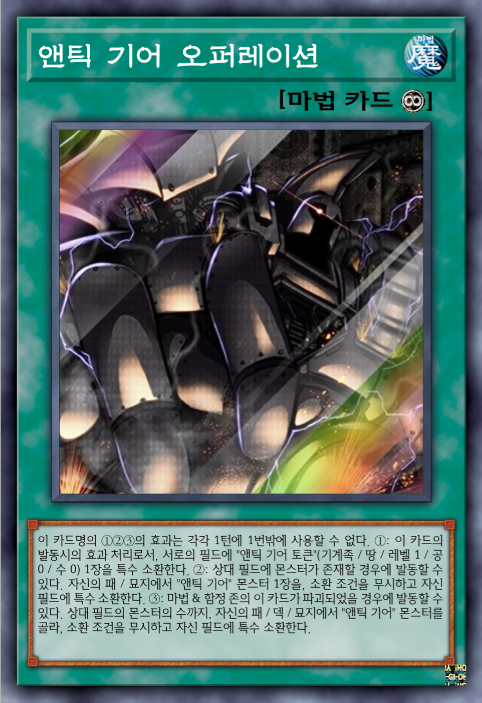 앤틱 기어 오퍼레이션
마법
魔
[마법 카드]
이 카드명의 ①②③의 효과는 각각 1턴에 1번밖에 사용할 수 없다. ①: 이 카드의
발동시의 효과 처리로서, 서로의 필드에 "앤틱 기어 토큰"(기계족 / 땅 / 레벨 1 / 공
0 / 수 0) 1장을 특수 소환한다. ②: 상대 필드에 몬스터가 존재할 경우에 발동할 수
있다. 자신의 패 / 묘지에서 "앤틱 기어" 몬스터 1장을, 소환 조건을 무시하고 자신
필드에 특수 소환한다. ③: 마법 & 함정 존의 이 카드가 파괴되었을 경우에 발동할 수
있다. 상대 필드의 몬스터의 수까지, 자신의 패 / 덱 / 묘지에서 "앤틱 기어" 몬스터를
골라, 소환 조건을 무시하고 자신 필드에 특수 소환한다.